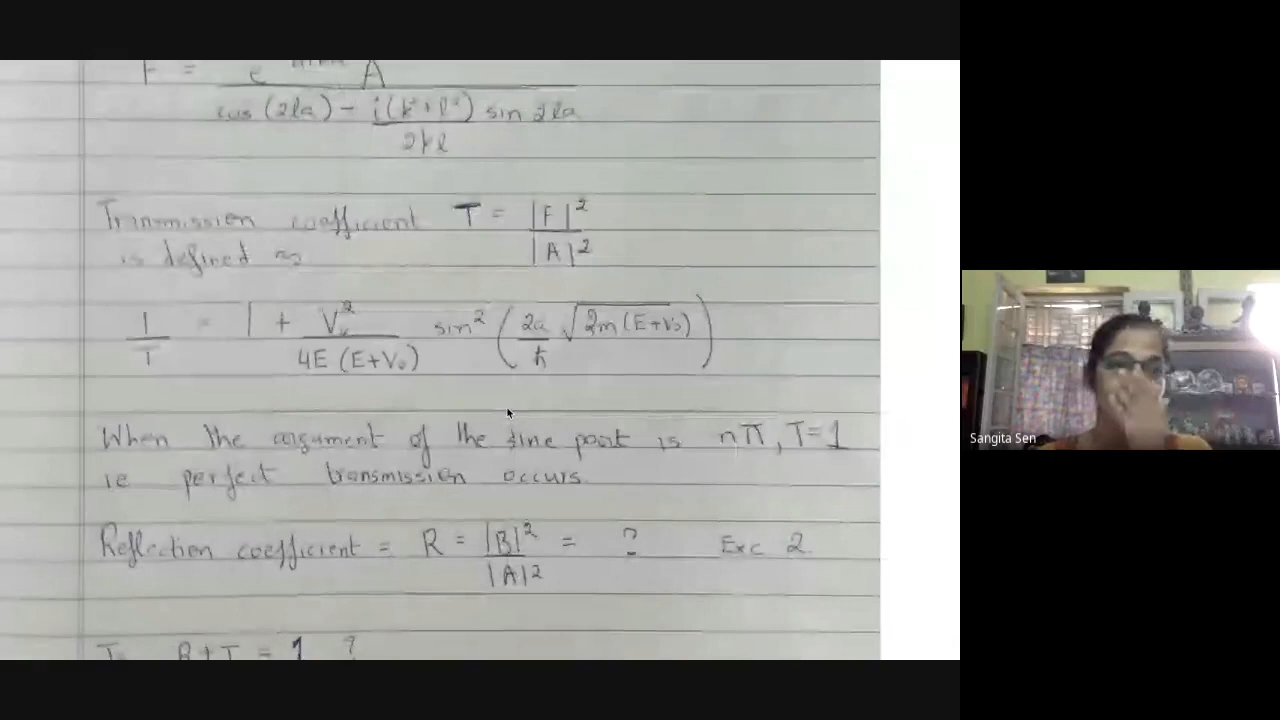 F = e A
cos (2la) - i(k²+l²) sin 2la
2kl
Transmission coefficient T = |F|²
is defined as |A|²
1 = 1 + V₀² sin² ( 2a √2m(E+V₀) )
T 4E (E+V₀) ħ
When the argument of the sine part is nπ, T=1
ie perfect transmission occurs.
Reflection coefficient = R = |B|² = ? Exc 2.
|A|²
R+T = 1 ?
Sangita Sen